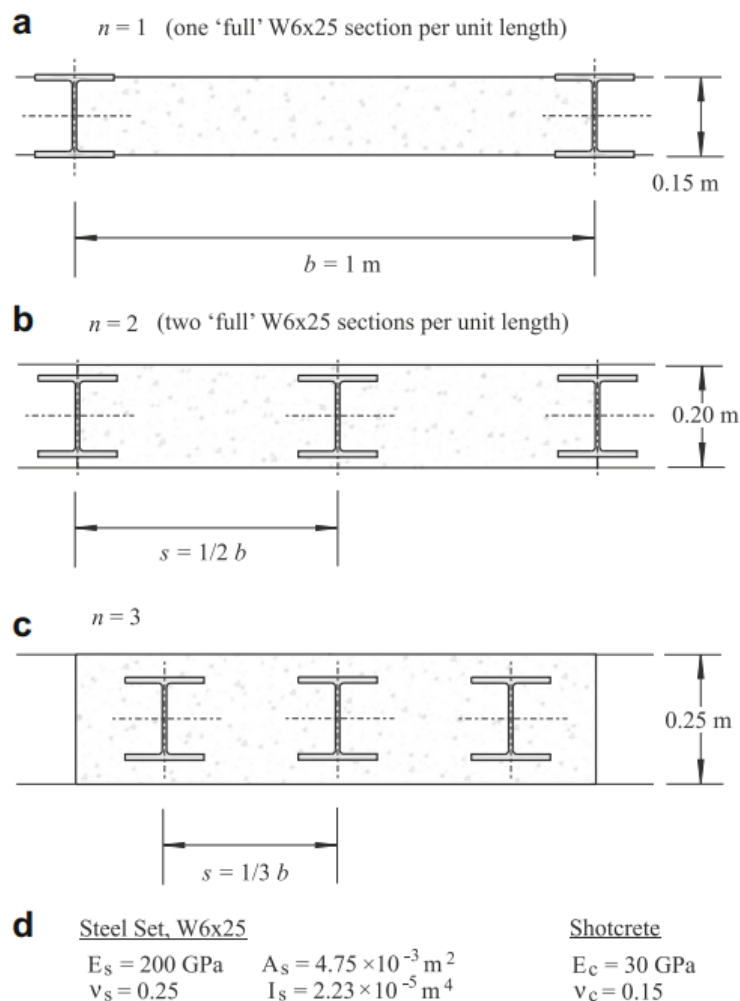 a n = 1 (one ‘full’ W6x25 section per unit length)
0.15 m
b = 1 m
b n = 2 (two ‘full’ W6x25 sections per unit length)
0.20 m
s = 1/2 b
c n = 3
0.25 m
s = 1/3 b
d Steel Set, W6x25 Shotcrete
Es = 200 GPa As = 4.75 ×10⁻³ m² Ec = 30 GPa
νs = 0.25 Is = 2.23 × 10⁻⁵ m⁴ νc = 0.15